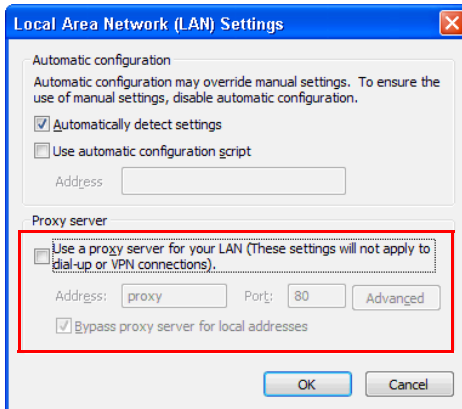 Local Area Network (LAN) Settings
Automatic configuration
Automatic configuration may override manual settings. To ensure the
use of manual settings, disable automatic configuration.
Automatically detect settings
Use automatic configuration script
Address
Proxy server
Use a proxy server for your LAN (These settings will not apply to
dial-up or VPN connections).
Address: proxy Port: 80 Advanced
Bypass proxy server for local addresses
OK Cancel